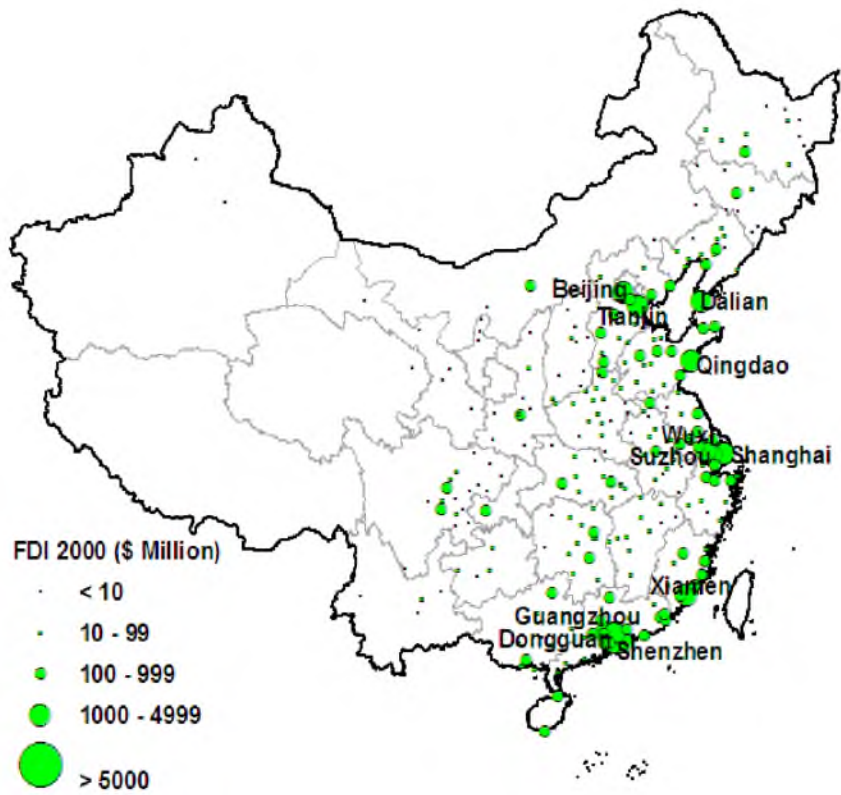 Beijing
Dalian
Tianjin
Qingdao
Wuxi
Suzhou Shanghai
FDI 2000 ($ Million)
< 10
Xiamen
10 - 99
Guangzhou
Dongguan
Shenzhen
100 - 999
1000 - 4999
> 5000